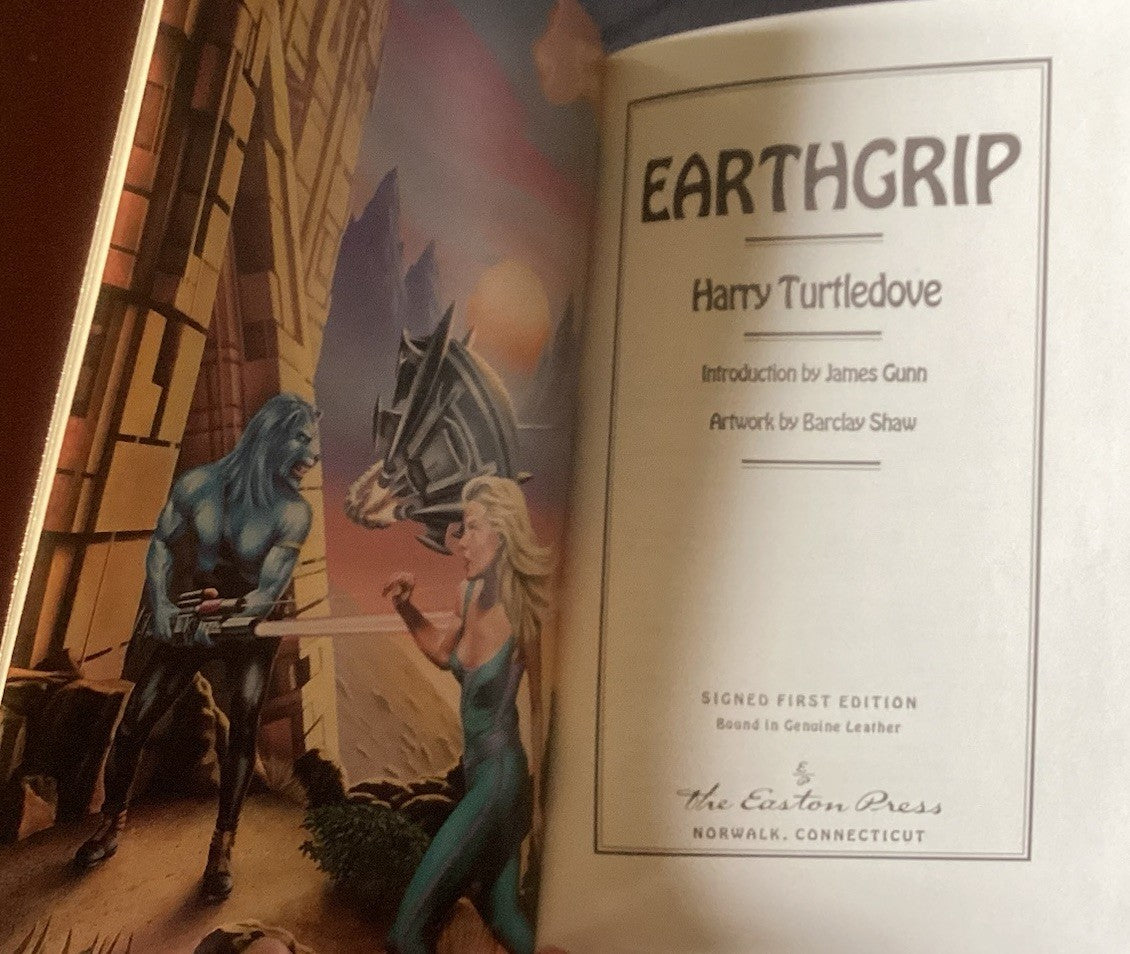 EARTHGRIP
Harry Turtledove
Introduction by James Gunn
Artwork by Barclay Shaw
SIGNED FIRST EDITION
Bound in Genuine Leather
E
P
The Easton Press
NORWALK, CONNECTICUT